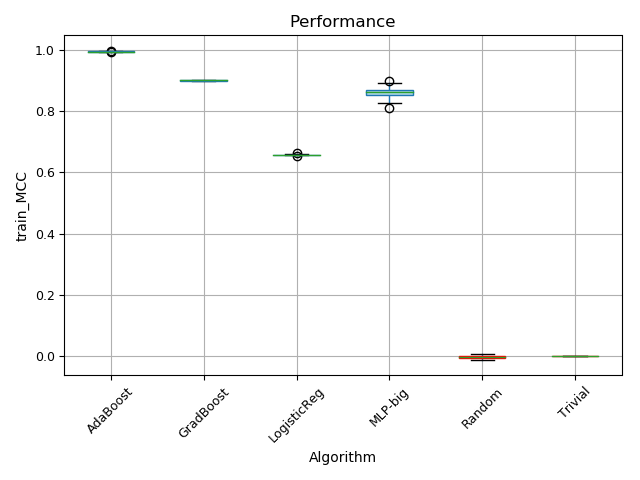 Performance
1.0
0.8
0.6
0.4
0.2
0.0
train_MCC
AdaBoost
GradBoost
LogisticReg
MLP-big
Random
Trivial
Algorithm